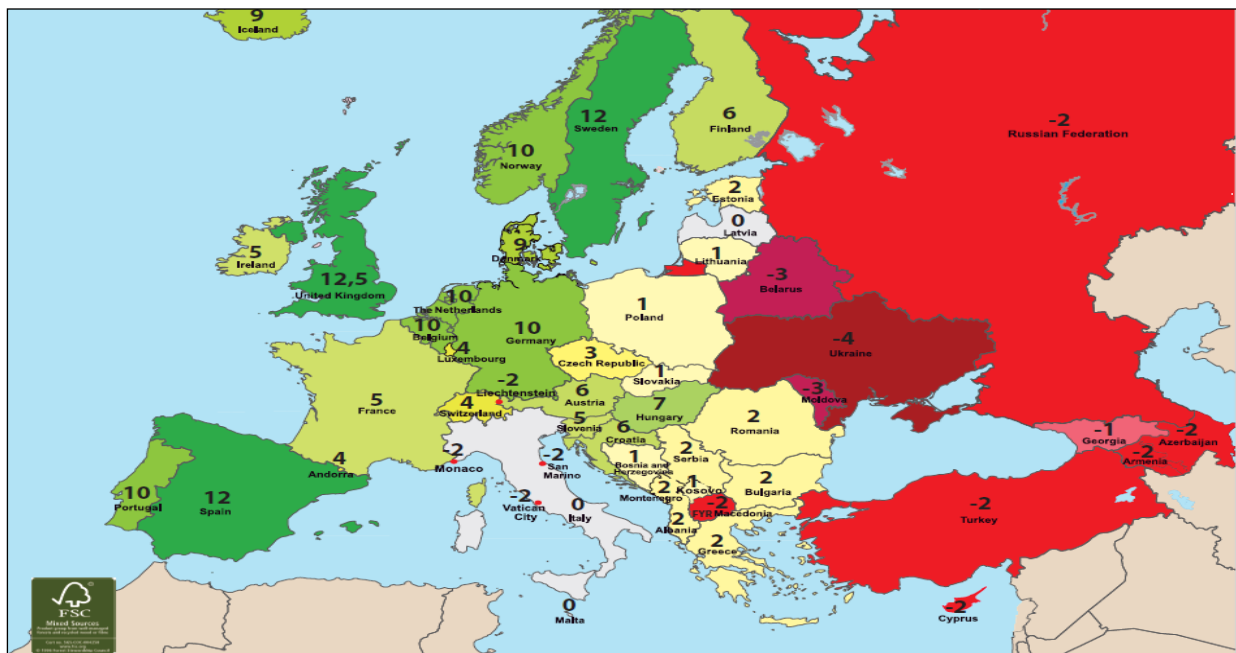 9
Iceland
12
Sweden
6
Finland
-2
Russian Federation
10
Norway
2
Estonia
0
Latvia
9
Denmark
1
Lithuania
5
Ireland
12,5
United Kingdom
-3
Belarus
10
The Netherlands
1
Poland
10
Belgium
10
Germany
4
Luxembourg
3
Czech Republic
-4
Ukraine
1
Slovakia
-2
Liechtenstein
6
Austria
-3
Moldova
5
France
4
Switzerland
7
Hungary
5
Slovenia
6
Croatia
2
Romania
-1
Georgia
-2
Azerbaijan
-2
Armenia
-2
Monaco
-2
San
Marino
1
Bosnia and
Herzegovina
2
Serbia
4
Andorra
2
Montenegro
1
Kosovo
2
Bulgaria
10
Portugal
12
Spain
-2
Vatican
City
0
Italy
-2
FYR Macedonia
2
Albania
-2
Turkey
2
Greece
0
Malta
-2
Cyprus
FSC
Mixed Sources